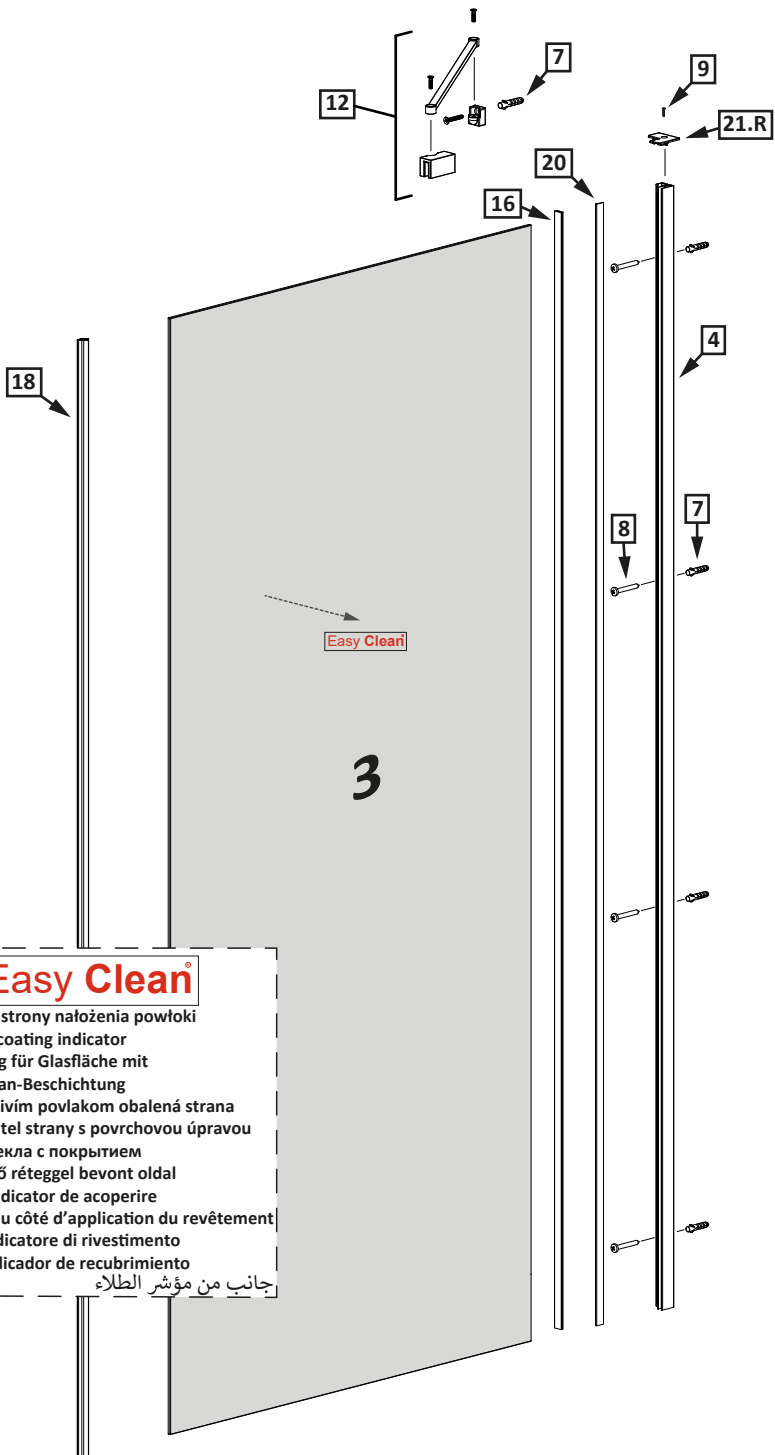 7
9
12
21.R
20
16
4
18
7
8
Easy Clean
3
Easy Clean®
strony nałożenia powłoki
coating indicator
g für Glasfläche mit
an-Beschichtung
ivím povlakom obalená strana
tel strany s povrchovou úpravou
екла с покрытием
ő réteggel bevont oldal
dicator de acoperire
u côté d’application du revêtement
dicatore di rivestimento
dicador de recubrimiento
جانب من مؤشر الطلاء